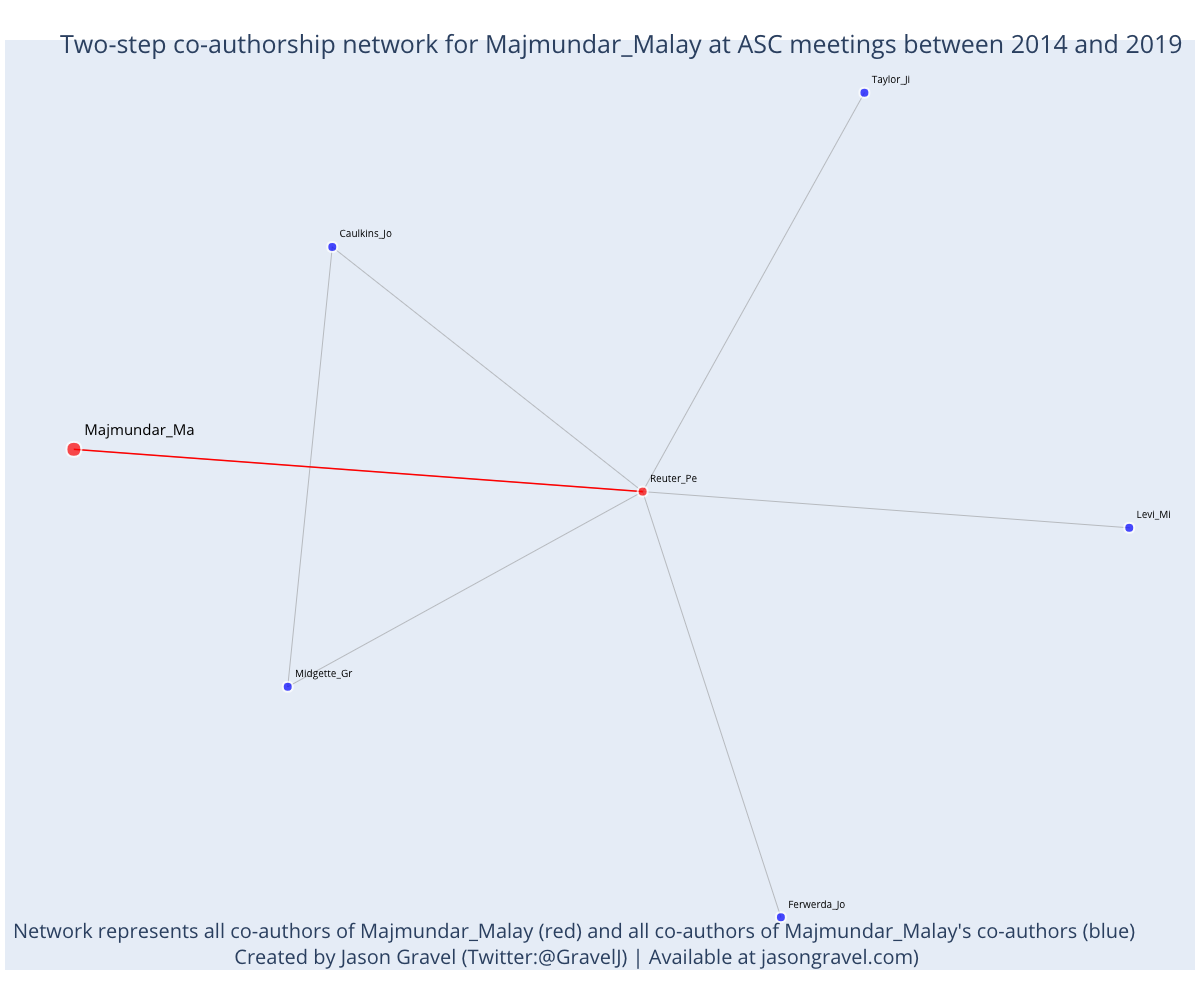 Two-step co-authorship network for Majmundar_Malay at ASC meetings between 2014 and 2019
Taylor_Ji
Caulkins_Jo
Majmundar_Ma
Reuter_Pe
Levi_Mi
Midgette_Gr
Ferwerda_Jo
Network represents all co-authors of Majmundar_Malay (red) and all co-authors of Majmundar_Malay's co-authors (blue)
Created by Jason Gravel (Twitter:@GravelJ) | Available at jasongravel.com)